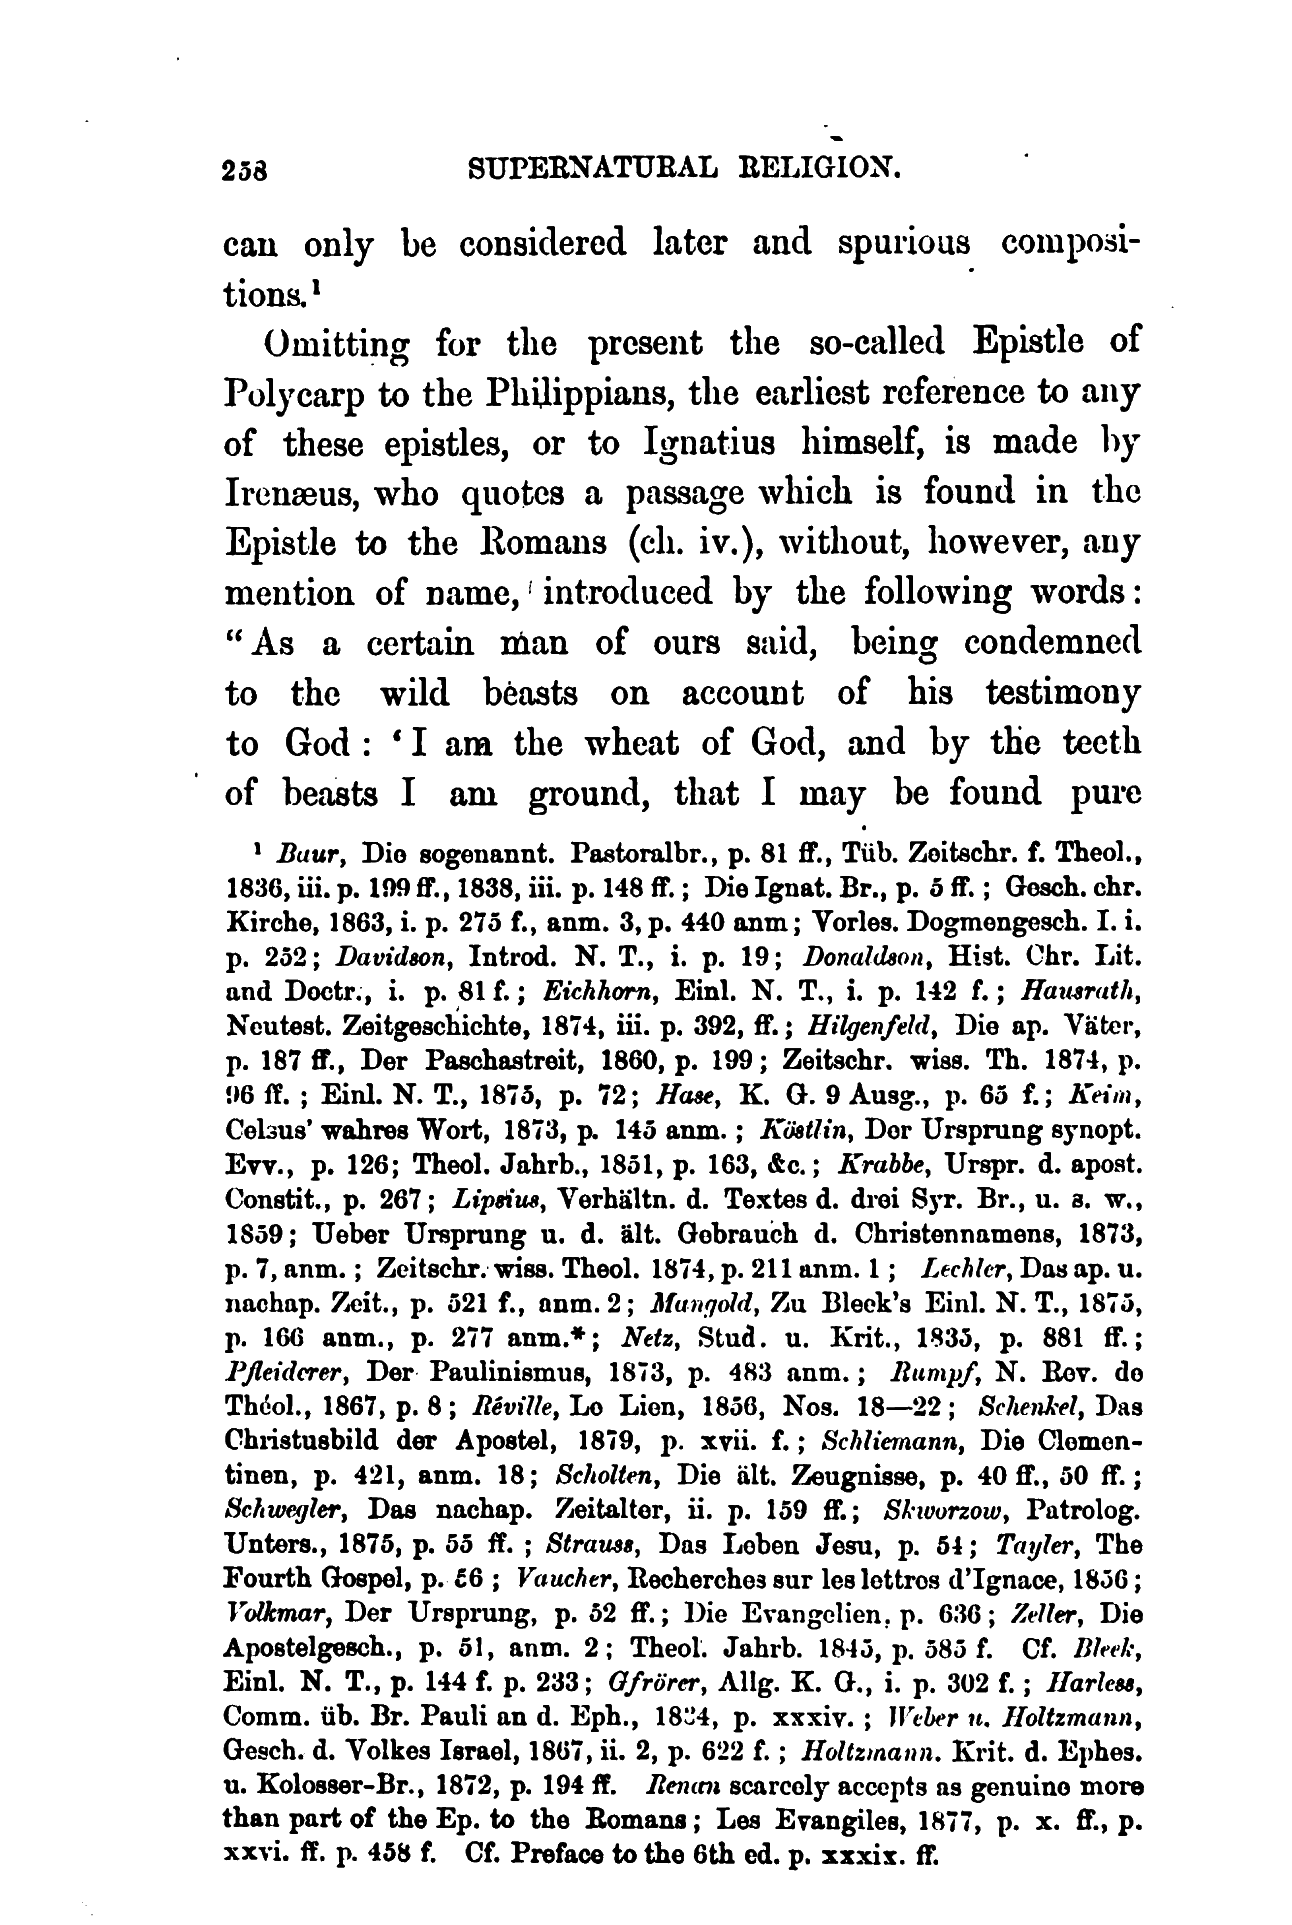 258 SUPERNATURAL RELIGION.
can only be considered later and spurious composi-
tions.¹
Omitting for the present the so-called Epistle of
Polycarp to the Philippians, the earliest reference to any
of these epistles, or to Ignatius himself, is made by
Irenæus, who quotes a passage which is found in the
Epistle to the Romans (ch. iv.), without, however, any
mention of name, introduced by the following words:
“As a certain man of ours said, being condemned
to the wild beasts on account of his testimony
to God: ‘I am the wheat of God, and by the teeth
of beasts I am ground, that I may be found pure
¹ Baur, Die sogenannt. Pastoralbr., p. 81 ff., Tüb. Zeitschr. f. Theol.,
1836, iii. p. 199 ff., 1838, iii. p. 148 ff.; Die Ignat. Br., p. 5 ff.; Gesch. chr.
Kirche, 1863, i. p. 275 f., anm. 3, p. 440 anm; Vorles. Dogmengesch. I. i.
p. 252; Davidson, Introd. N. T., i. p. 19; Donaldson, Hist. Chr. Lit.
and Doctr., i. p. 81 f.; Eichhorn, Einl. N. T., i. p. 142 f.; Hausrath,
Neutest. Zeitgeschichte, 1874, iii. p. 392, ff.; Hilgenfeld, Die ap. Väter,
p. 187 ff., Der Paschastreit, 1860, p. 199; Zeitschr. wiss. Th. 1874, p.
96 ff.; Einl. N. T., 1875, p. 72; Hase, K. G. 9 Ausg., p. 65 f.; Keim,
Celsus’ wahres Wort, 1873, p. 145 anm.; Köstlin, Der Ursprung synopt.
Evv., p. 126; Theol. Jahrb., 1851, p. 163, &c.; Krabbe, Urspr. d. apost.
Constit., p. 267; Lipsius, Verhältn. d. Textes d. drei Syr. Br., u. s. w.,
1859; Ueber Ursprung u. d. ält. Gebrauch d. Christennamens, 1873,
p. 7, anm.; Zeitschr. wiss. Theol. 1874, p. 211 anm. 1; Lechler, Das ap. u.
nachap. Zeit., p. 521 f., anm. 2; Mangold, Zu Bleek's Einl. N. T., 1875,
p. 166 anm., p. 277 anm.*; Netz, Stud. u. Krit., 1835, p. 881 ff.;
Pfleiderer, Der Paulinismus, 1873, p. 483 anm.; Rumpf, N. Rev. de
Théol., 1867, p. 8; Réville, Le Lien, 1856, Nos. 18—22; Schenkel, Das
Christusbild der Apostel, 1879, p. xvii. f.; Schliemann, Die Clemen-
tinen, p. 421, anm. 18; Scholten, Die ält. Zeugnisse, p. 40 ff., 50 ff.;
Schwegler, Das nachap. Zeitalter, ii. p. 159 ff.; Skworzow, Patrolog.
Unters., 1875, p. 55 ff.; Strauss, Das Leben Jesu, p. 54; Tayler, The
Fourth Gospel, p. 56; Vaucher, Recherches sur les lettres d'Ignace, 1856;
Volkmar, Der Ursprung, p. 52 ff.; Die Evangelien, p. 636; Zeller, Die
Apostelgesch., p. 51, anm. 2; Theol. Jahrb. 1845, p. 585 f. Cf. Bleek,
Einl. N. T., p. 144 f. p. 233; Gfrörer, Allg. K. G., i. p. 302 f.; Harless,
Comm. üb. Br. Pauli an d. Eph., 1834, p. xxxiv.; Weber u. Holtzmann,
Gesch. d. Volkes Israel, 1867, ii. 2, p. 622 f.; Holtzmann. Krit. d. Ephes.
u. Kolosser-Br., 1872, p. 194 ff. Renan scarcely accepts as genuine more
than part of the Ep. to the Romans; Les Evangiles, 1877, p. x. ff., p.
xxvi. ff. p. 458 f. Cf. Preface to the 6th ed. p. xxxix. ff.